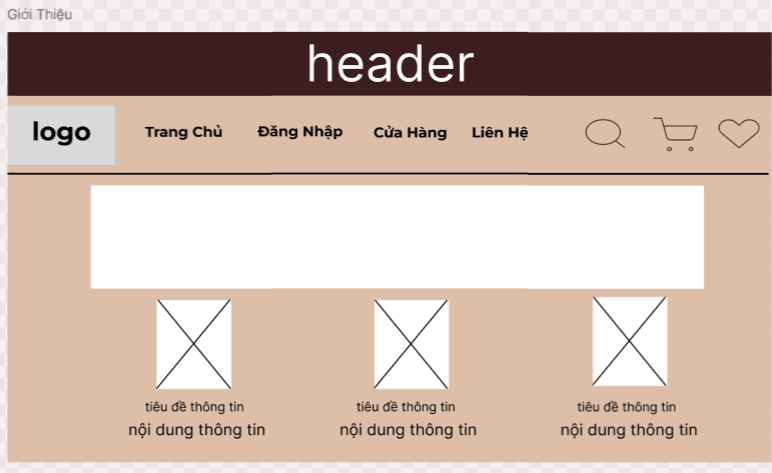 Giới Thiệu
header
logo
Trang Chủ
Đăng Nhập
Cửa Hàng
Liên Hệ
tiêu đề thông tin
nội dung thông tin
tiêu đề thông tin
nội dung thông tin
tiêu đề thông tin
nội dung thông tin